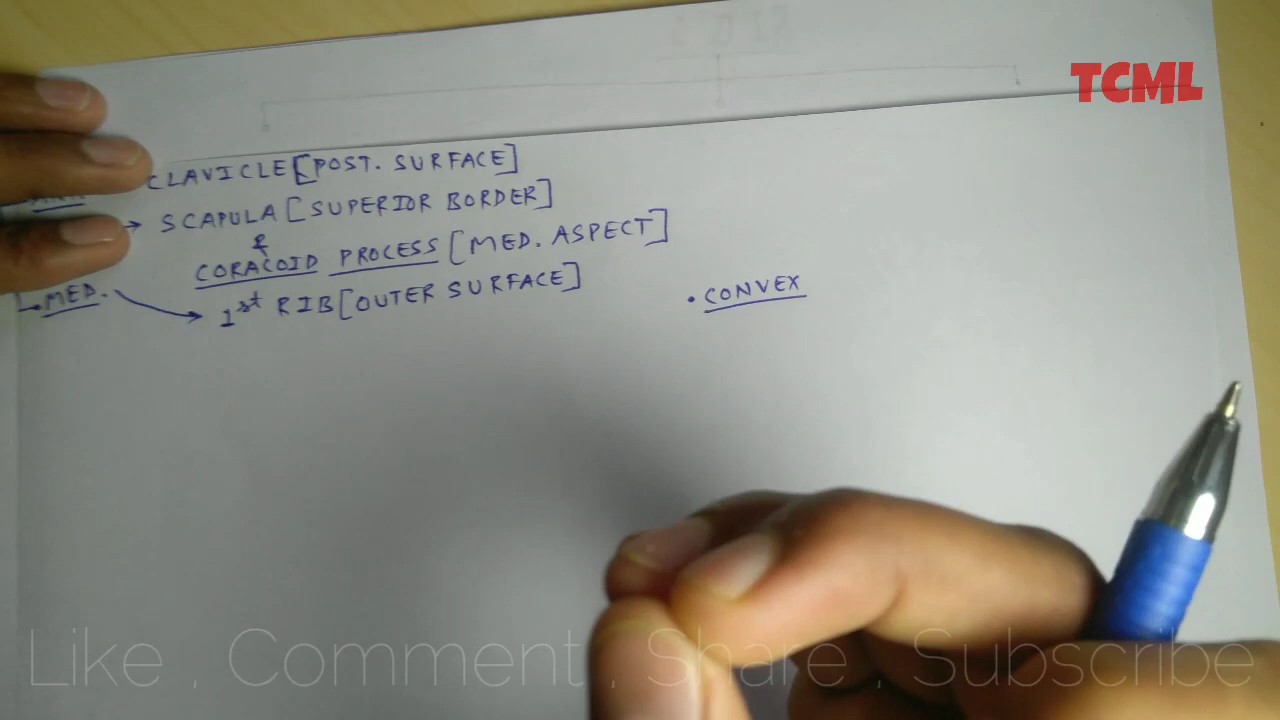 TCML
CLAVICLE [POST. SURFACE]
→ SCAPULA [SUPERIOR BORDER]
&
CORACOID PROCESS [MED. ASPECT]
MED. → 1st RIB [OUTER SURFACE]
• CONVEX
Like , Comment , Share , Subscribe